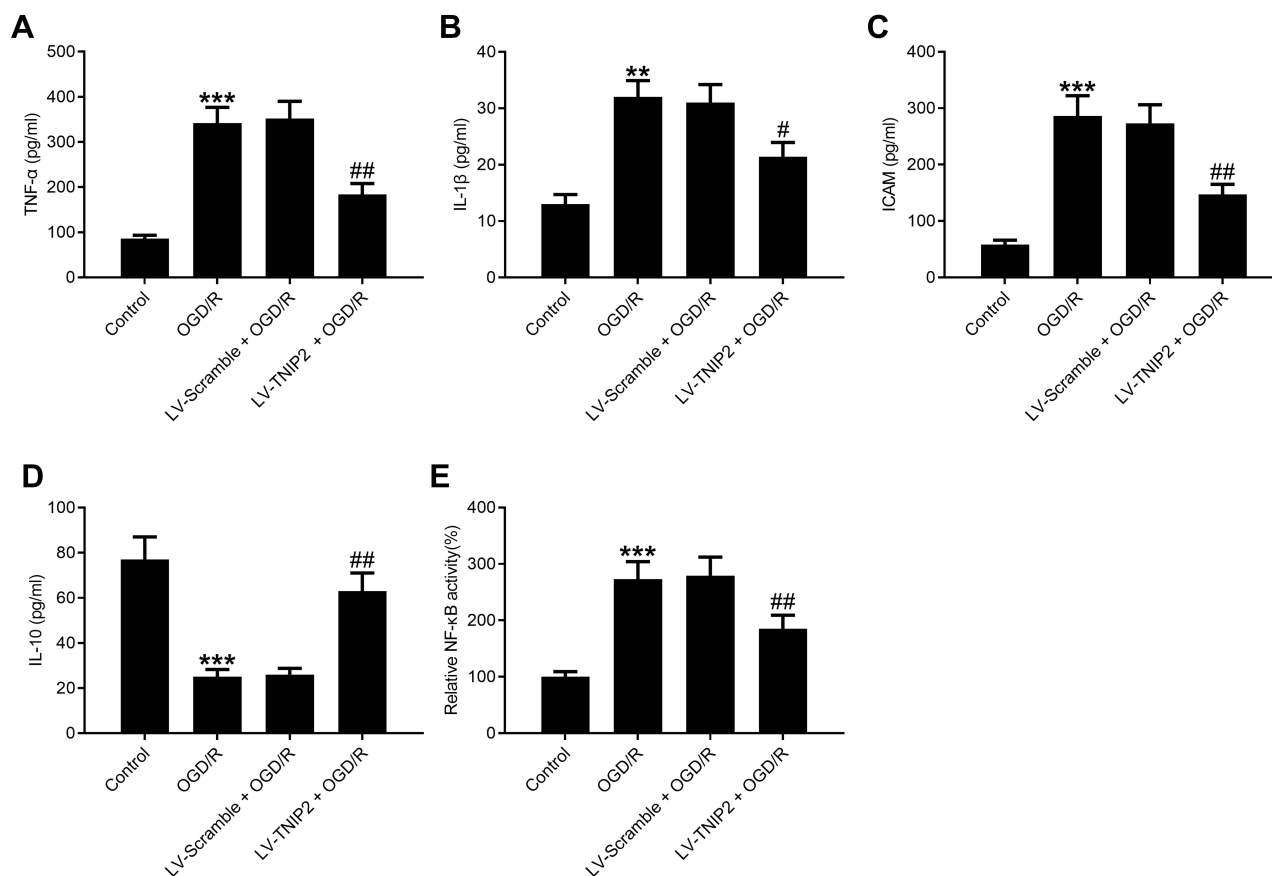 A
TNF-α (pg/ml)
500
400
300
200
100
0
***
##
Control
OGD/R
LV-Scramble + OGD/R
LV-TNIP2 + OGD/R
B
IL-1β (pg/ml)
40
30
20
10
0
**
#
Control
OGD/R
LV-Scramble + OGD/R
LV-TNIP2 + OGD/R
C
ICAM (pg/ml)
400
300
200
100
0
***
##
Control
OGD/R
LV-Scramble + OGD/R
LV-TNIP2 + OGD/R
D
IL-10 (pg/ml)
100
80
60
40
20
0
***
##
Control
OGD/R
LV-Scramble + OGD/R
LV-TNIP2 + OGD/R
E
Relative NF-κB activity(%)
400
300
200
100
0
***
##
Control
OGD/R
LV-Scramble + OGD/R
LV-TNIP2 + OGD/R